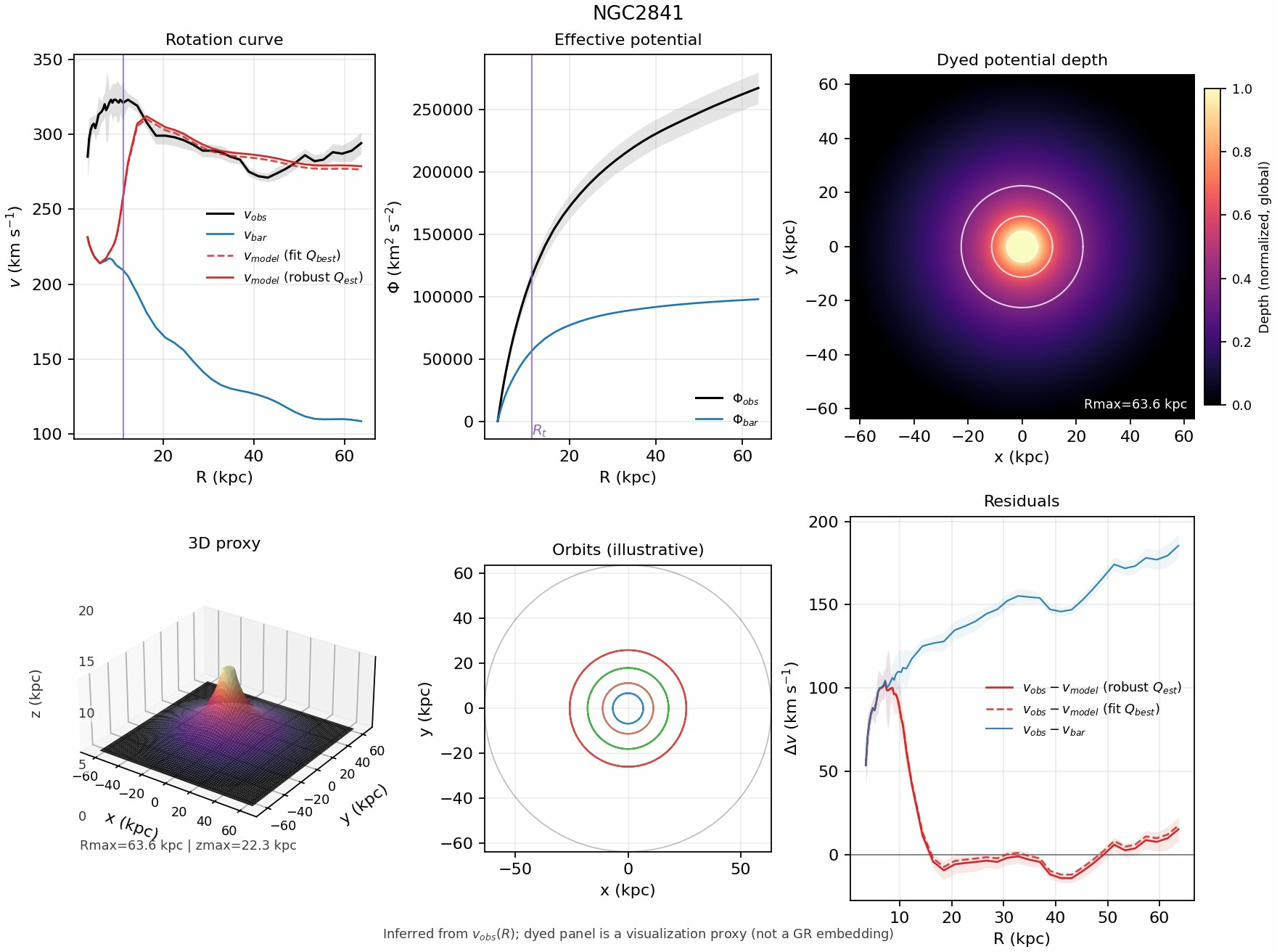 NGC2841
Rotation curve
350
300
250
200
150
100
v (km s⁻¹)
v_obs
v_bar
v_model (fit Q_best)
v_model (robust Q_est)
20 40 60
R (kpc)
Effective potential
250000
200000
150000
100000
50000
0
Φ (km² s⁻²)
Φ_obs
Φ_bar
R_t
20 40 60
R (kpc)
Dyed potential depth
60
40
20
0
−20
−40
−60
y (kpc)
Rmax=63.6 kpc
−60 −40 −20 0 20 40 60
x (kpc)
1.0
0.8
0.6
0.4
0.2
0.0
Depth (normalized, global)
3D proxy
20
15
10
5
0
z (kpc)
−60 −40 −20 0 20 40 60
x (kpc)
−60 −40 −20 0 20 40 60
y (kpc)
Rmax=63.6 kpc | zmax=22.3 kpc
Orbits (illustrative)
60
40
20
0
−20
−40
−60
y (kpc)
−50 0 50
x (kpc)
Residuals
200
150
100
50
0
Δv (km s⁻¹)
v_obs − v_model (robust Q_est)
v_obs − v_model (fit Q_best)
v_obs − v_bar
10 20 30 40 50 60
R (kpc)
Inferred from v_obs(R); dyed panel is a visualization proxy (not a GR embedding)